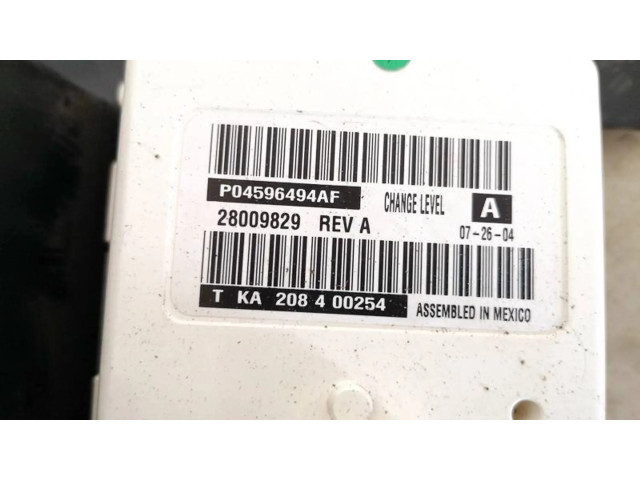 P04596494AF CHANGE LEVEL A
28009829 REV A 07-26-04
T KA 208 4 00254 ASSEMBLED IN MEXICO